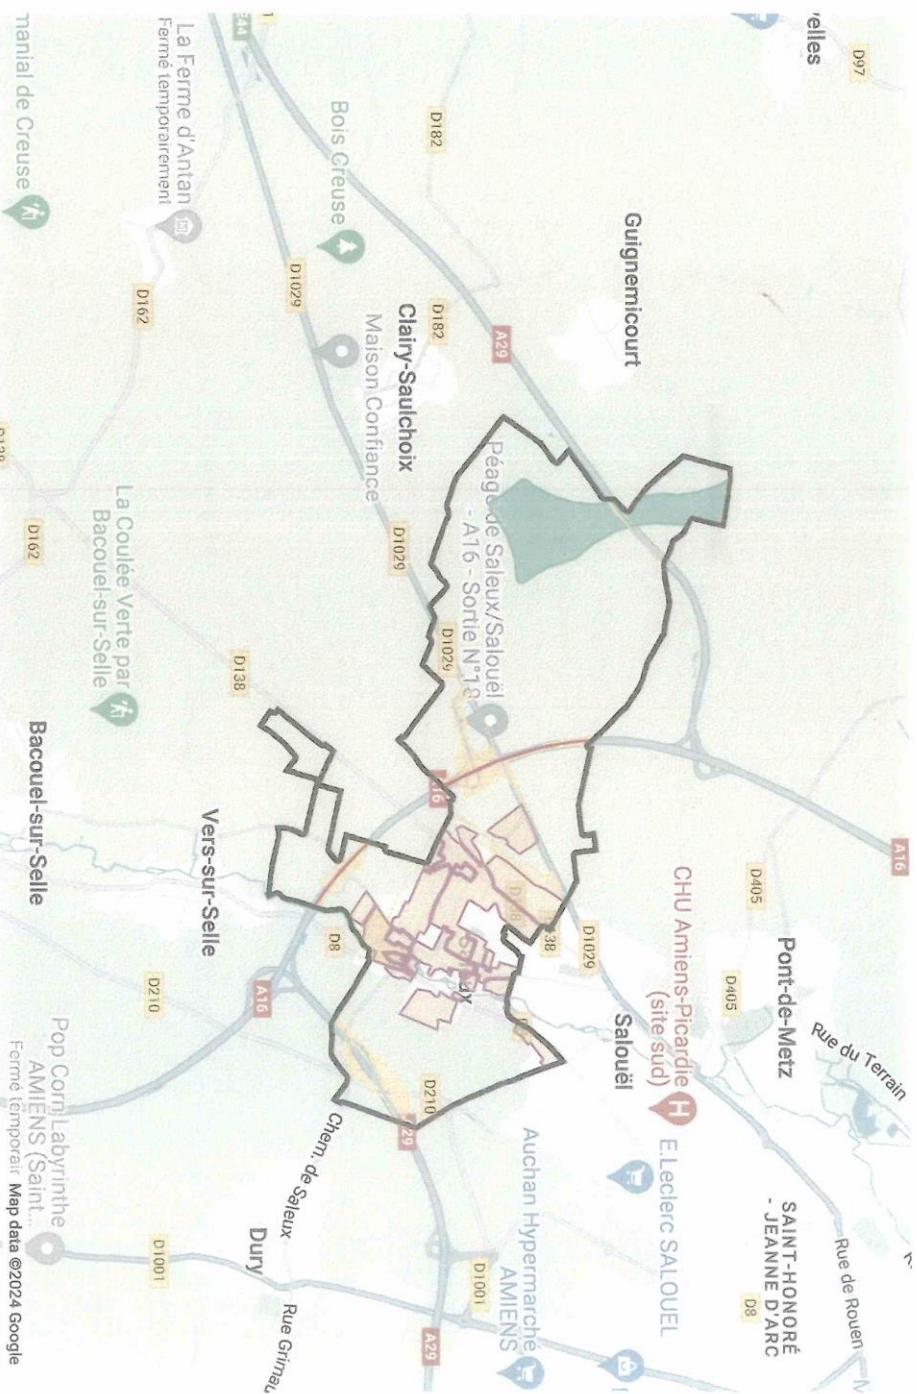 velles
D97
D182
Guignemicourt
Bois Creuse
La Ferme d'Antan
Fermé temporairement
manial de Creuse
E44
D182
A29
D1029
Clairy-Saulchoix
Maison Confiance
D162
D1029
Péage de Saleux/Salouël
- A16 - Sortie N°18
D1029
D162
La Coulée Verte par
Bacouel-sur-Selle
D138
Bacouel-sur-Selle
Vers-sur-Selle
A16
D405
CHU Amiens-Picardie
(site sud)
D1029
D8
Pont-de-Metz
D405
Salouël
Rue du Terrain
A16
D210
D210
Chem. de Saleux
E.Leclerc SALOUEL
Auchan Hypermarché
AMIENS
SAINT-HONORÉ
- JEANNE D'ARC
D8
Rue de Rouen
Dury
Rue Grimau
D1001
D1001
A29
Pop Corn Labyrinthe
AMIENS (Saint...
Fermé temporair
Map data ©2024 Google